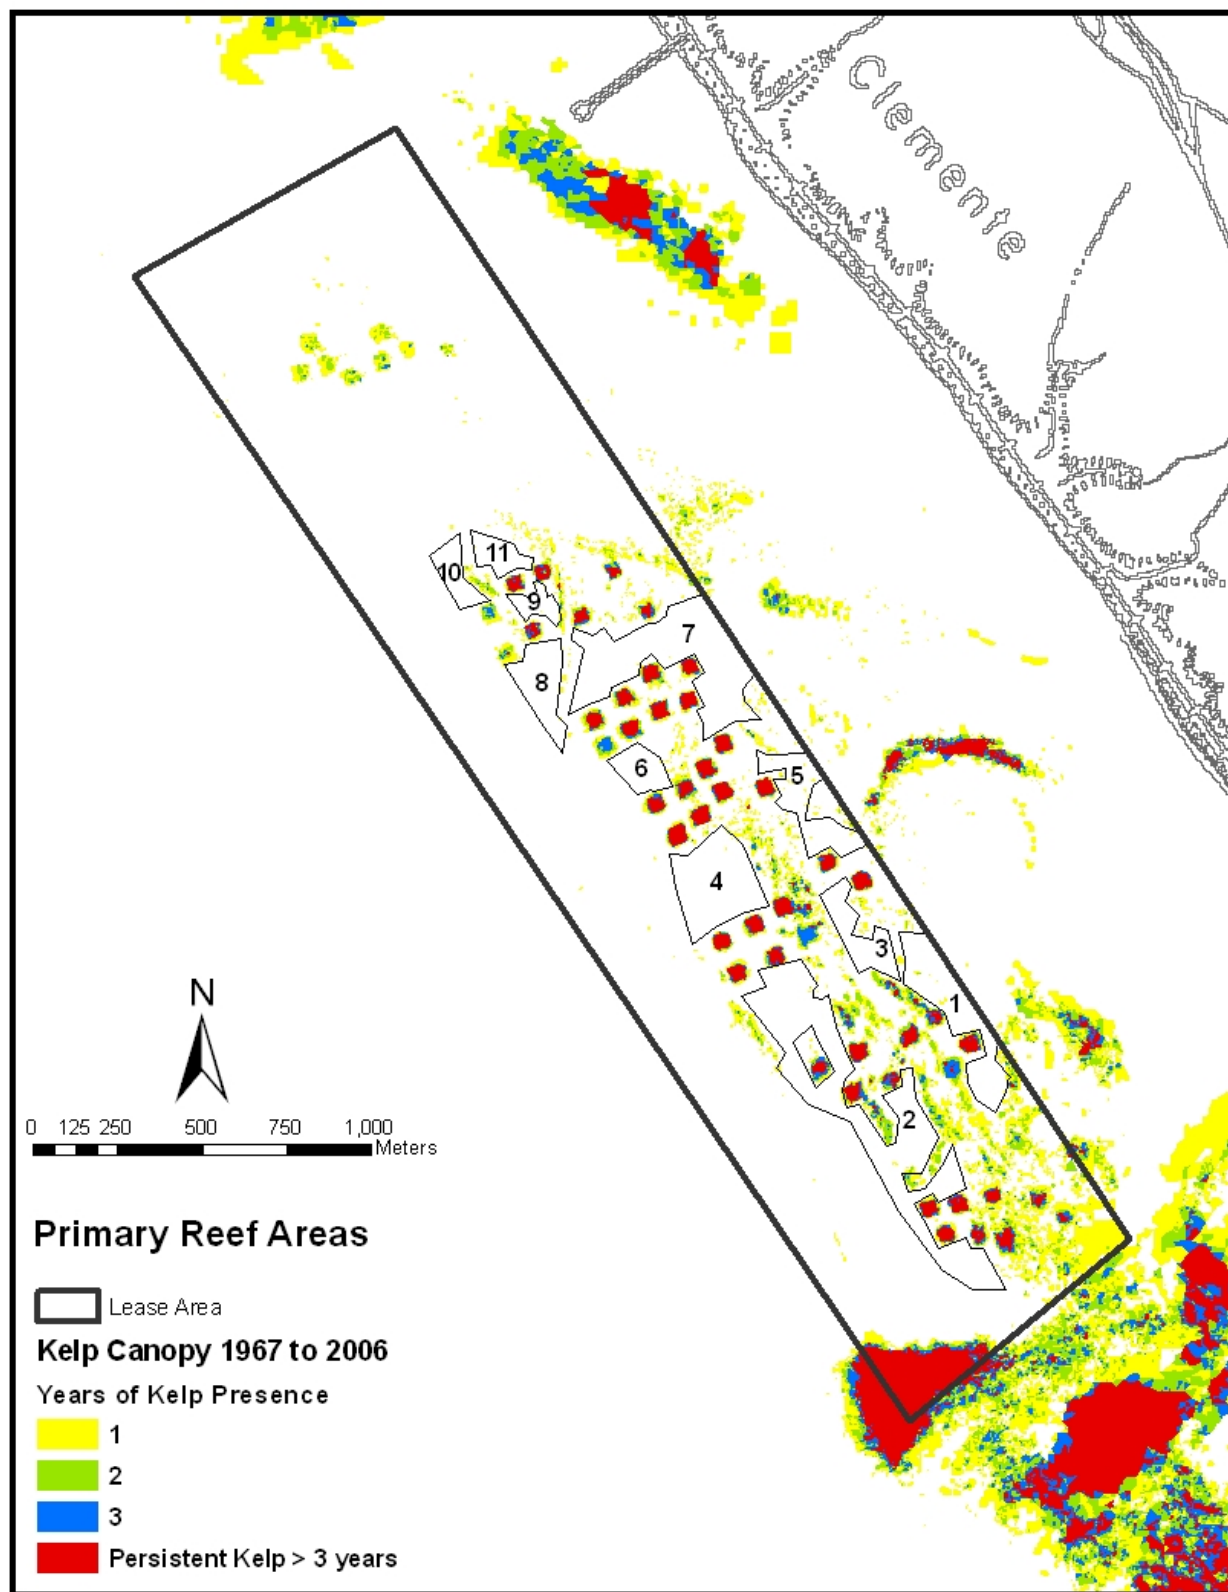 Clemente
11
10
9
7
8
6
5
4
3
1
2
N
0 125 250 500 750 1,000
Meters
Primary Reef Areas
Lease Area
Kelp Canopy 1967 to 2006
Years of Kelp Presence
1
2
3
Persistent Kelp > 3 years